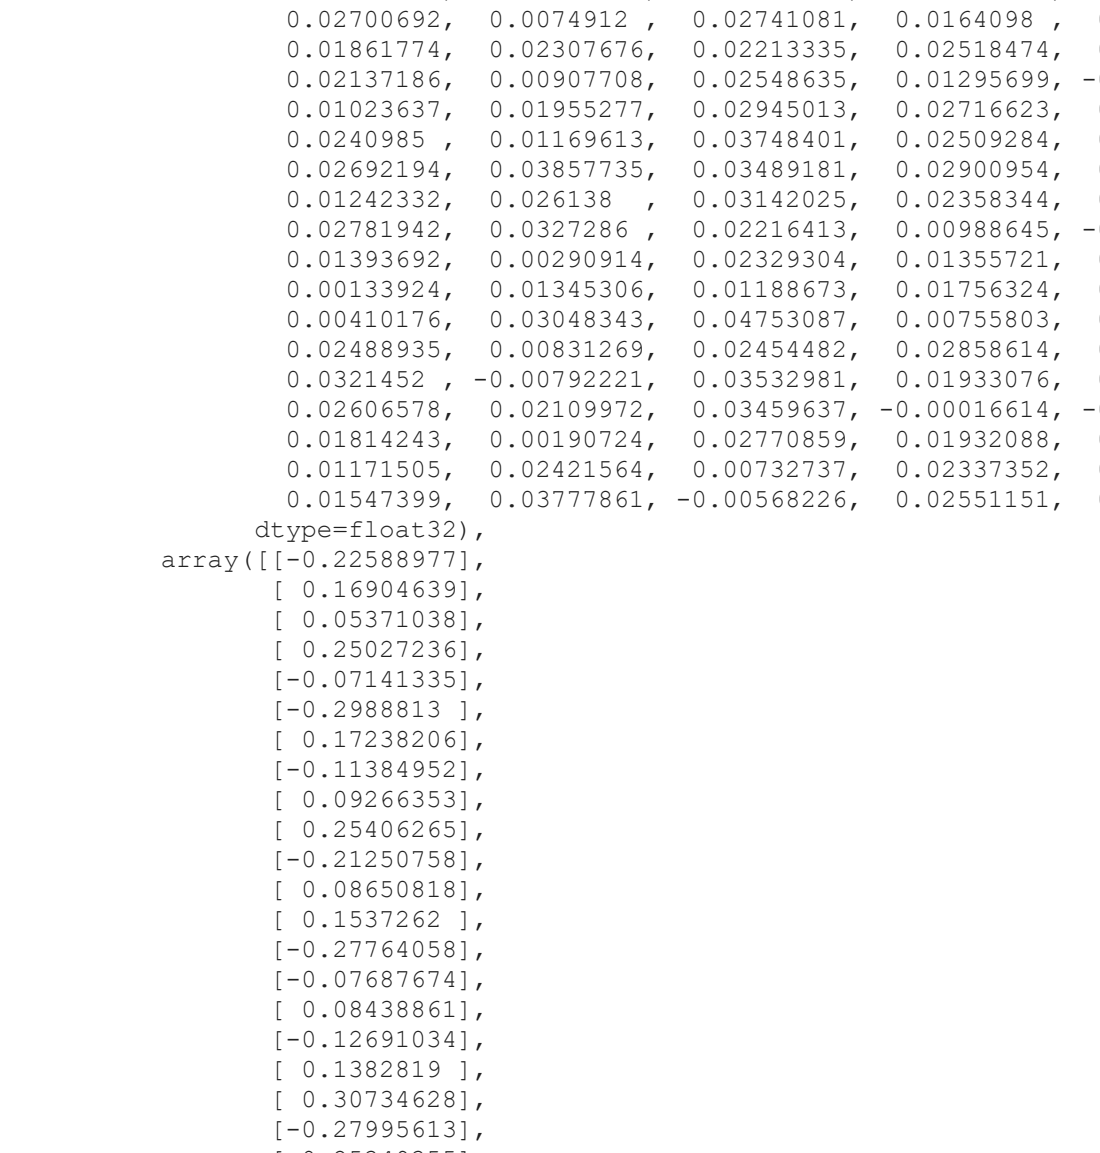 0.02700692, 0.0074912 , 0.02741081, 0.0164098 ,
0.01861774, 0.02307676, 0.02213335, 0.02518474,
0.02137186, 0.00907708, 0.02548635, 0.01295699, -
0.01023637, 0.01955277, 0.02945013, 0.02716623,
0.0240985 , 0.01169613, 0.03748401, 0.02509284,
0.02692194, 0.03857735, 0.03489181, 0.02900954,
0.01242332, 0.026138 , 0.03142025, 0.02358344,
0.02781942, 0.0327286 , 0.02216413, 0.00988645, -
0.01393692, 0.00290914, 0.02329304, 0.01355721,
0.00133924, 0.01345306, 0.01188673, 0.01756324,
0.00410176, 0.03048343, 0.04753087, 0.00755803,
0.02488935, 0.00831269, 0.02454482, 0.02858614,
0.0321452 , -0.00792221, 0.03532981, 0.01933076,
0.02606578, 0.02109972, 0.03459637, -0.00016614, -
0.01814243, 0.00190724, 0.02770859, 0.01932088,
0.01171505, 0.02421564, 0.00732737, 0.02337352,
0.01547399, 0.03777861, -0.00568226, 0.02551151,
dtype=float32),
array([[-0.22588977],
[ 0.16904639],
[ 0.05371038],
[ 0.25027236],
[-0.07141335],
[-0.2988813 ],
[ 0.17238206],
[-0.11384952],
[ 0.09266353],
[ 0.25406265],
[-0.21250758],
[ 0.08650818],
[ 0.1537262 ],
[-0.27764058],
[-0.07687674],
[ 0.08438861],
[-0.12691034],
[ 0.1382819 ],
[ 0.30734628],
[-0.27995613],